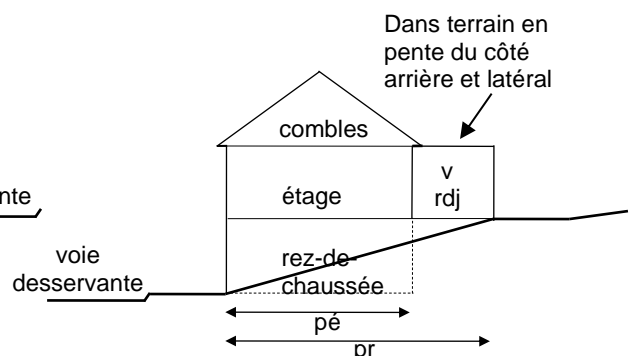 Dans terrain en
pente du côté
arrière et latéral
combles
étage
v
rdj
nte
voie
desservante
rez-de-
chaussée
pé
pr